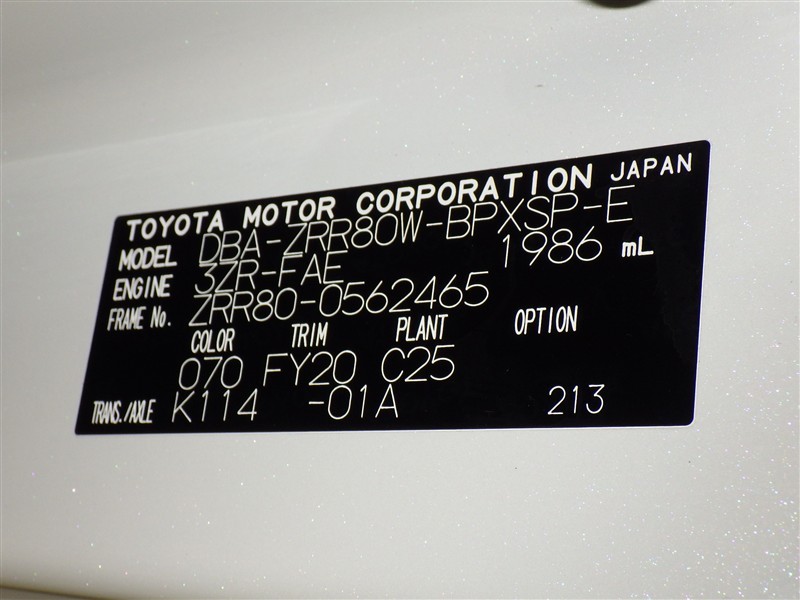 TOYOTA MOTOR CORPORATION JAPAN
MODEL DBA-ZRR80W-BPXSP-E
ENGINE 3ZR-FAE 1986 mL
FRAME No. ZRR80-0562465
COLOR TRIM PLANT OPTION
070 FY20 C25
TRANS./AXLE K114 -01A 213